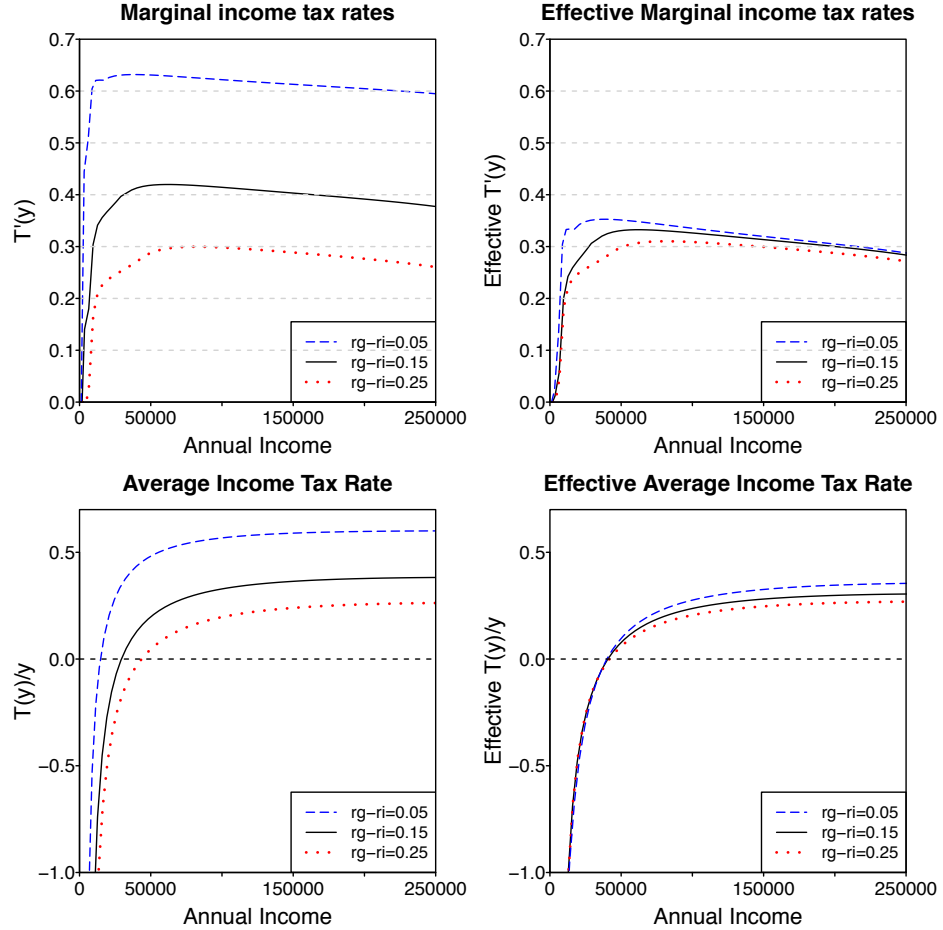 Marginal income tax rates
T'(y)
0.7
0.6
0.5
0.4
0.3
0.2
0.1
0.0
rg−ri=0.05
rg−ri=0.15
rg−ri=0.25
0 50000 150000 250000
Annual Income
Effective Marginal income tax rates
Effective T'(y)
0.7
0.6
0.5
0.4
0.3
0.2
0.1
0.0
rg−ri=0.05
rg−ri=0.15
rg−ri=0.25
0 50000 150000 250000
Annual Income
Average Income Tax Rate
T(y)/y
0.5
0.0
−0.5
−1.0
rg−ri=0.05
rg−ri=0.15
rg−ri=0.25
0 50000 150000 250000
Annual Income
Effective Average Income Tax Rate
Effective T(y)/y
0.5
0.0
−0.5
−1.0
rg−ri=0.05
rg−ri=0.15
rg−ri=0.25
0 50000 150000 250000
Annual Income